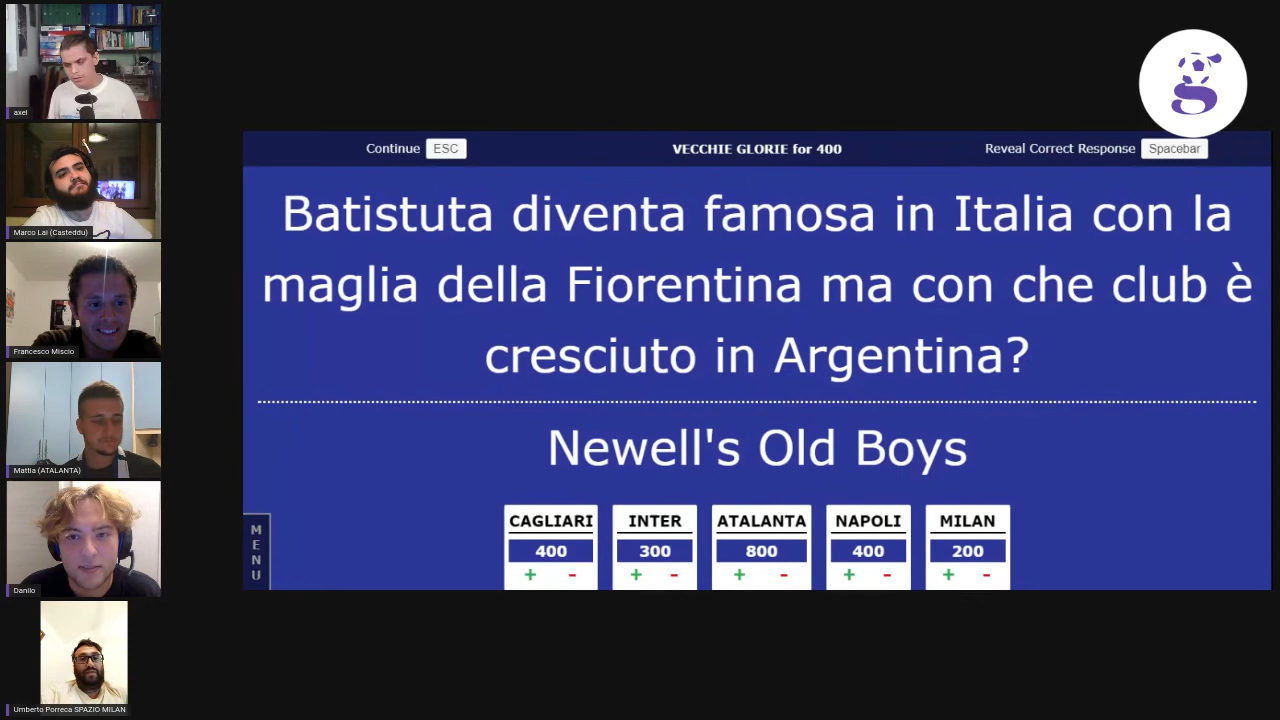 axel
Marco Lai (Casteddu)
Francesco Miscio
Mattia (ATALANTA)
Danilo
Umberto Porreca SPAZIO MILAN
g
Continue ESC VECCHIE GLORIE for 400 Reveal Correct Response Spacebar
Batistuta diventa famosa in Italia con la
maglia della Fiorentina ma con che club è
cresciuto in Argentina?
Newell's Old Boys
MENU
CAGLIARI INTER ATALANTA NAPOLI MILAN
400 300 800 400 200
+ - + - + - + - + -